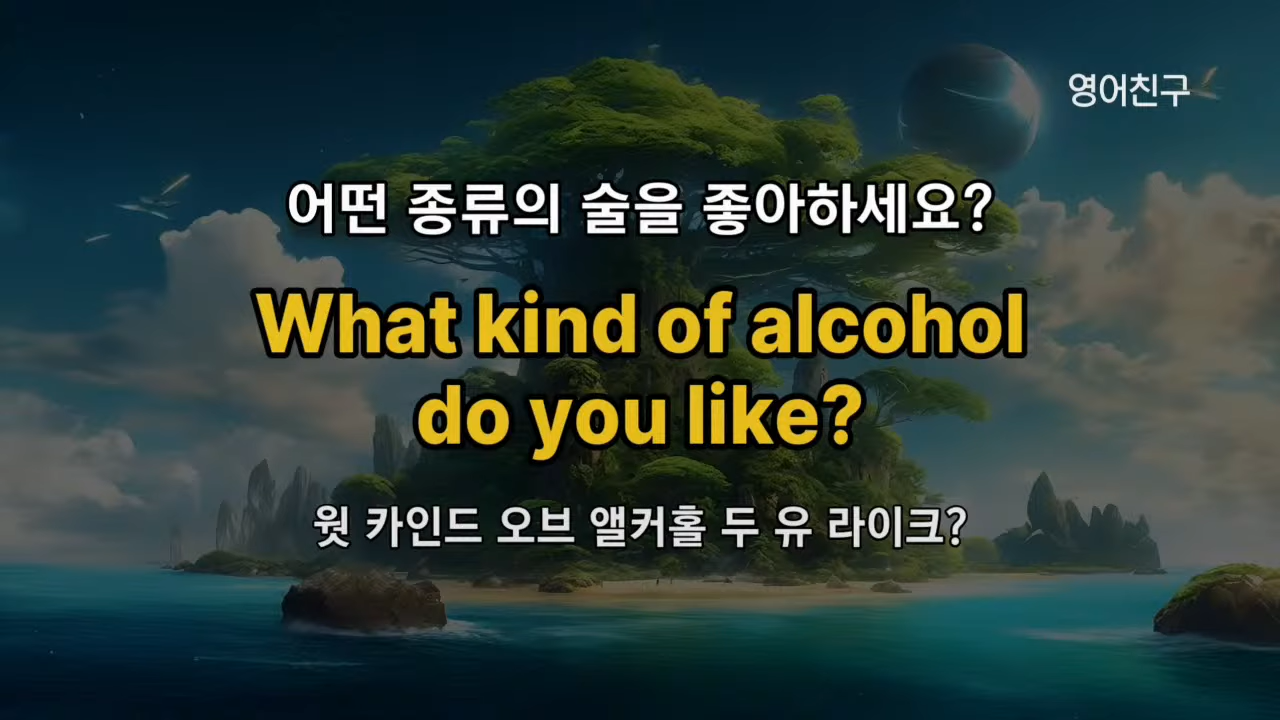 영어친구
어떤 종류의 술을 좋아하세요?
What kind of alcohol
do you like?
웟 카인드 오브 앨커홀 두 유 라이크?